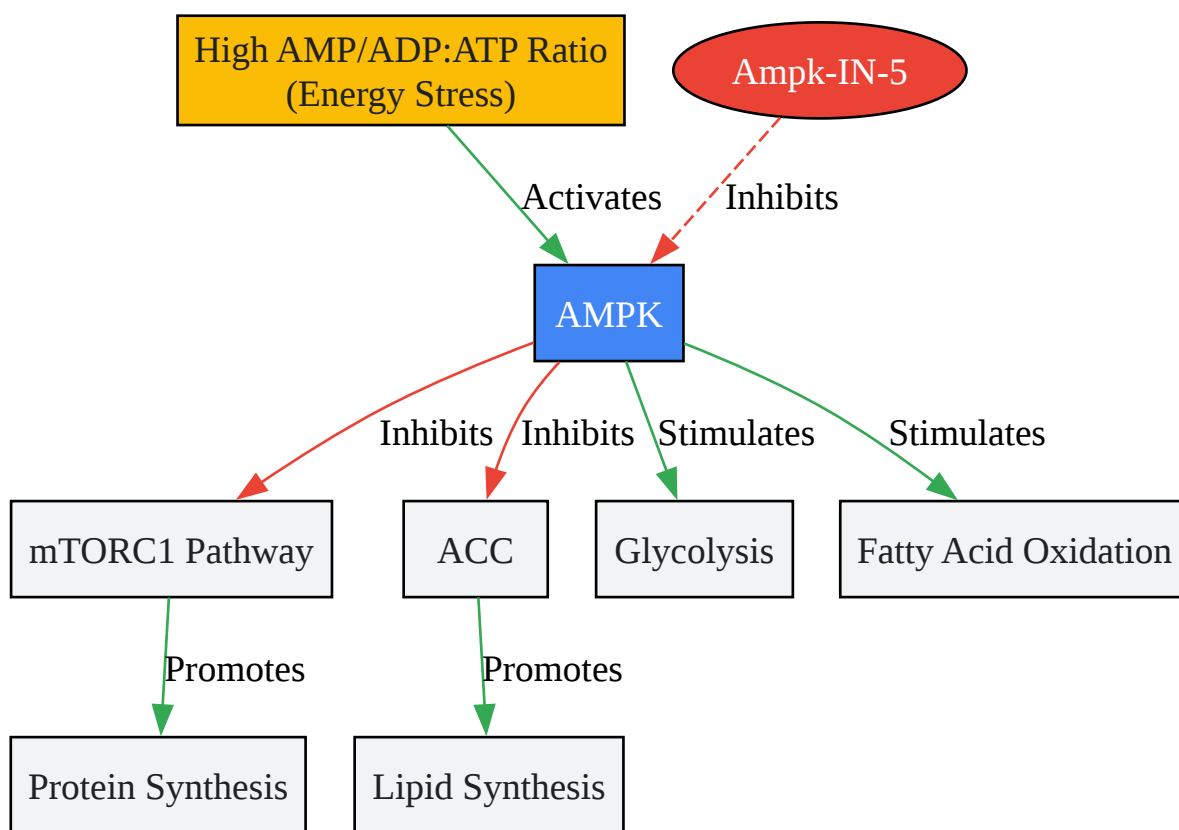 High AMP/ADP:ATP Ratio
(Energy Stress)
Ampk-IN-5
Activates
Inhibits
AMPK
Inhibits
Inhibits
Stimulates
Stimulates
mTORC1 Pathway
ACC
Glycolysis
Fatty Acid Oxidation
Promotes
Promotes
Protein Synthesis
Lipid Synthesis